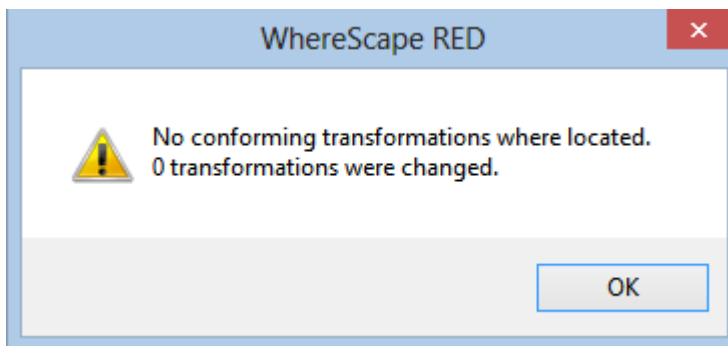 WhereScape RED
No conforming transformations where located.
0 transformations were changed.
OK